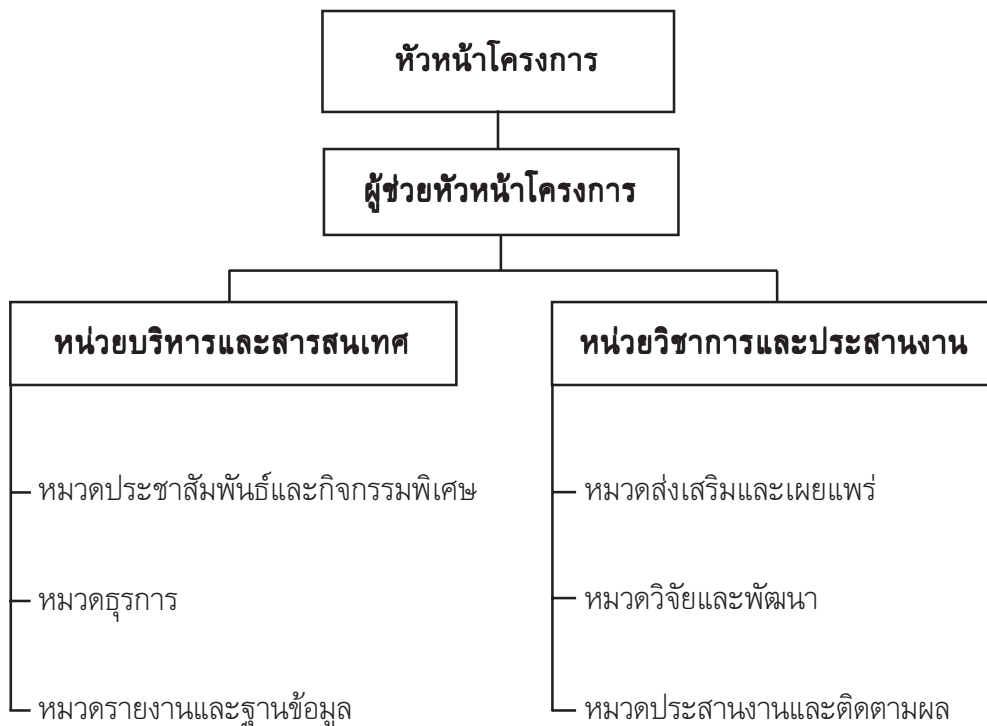 หัวหน้าโครงการ
ผู้ช่วยหัวหน้าโครงการ
หน่วยบริหารและสารสนเทศ
หมวดประชาสัมพันธ์และกิจกรรมพิเศษ
หมวดธุรการ
หมวดรายงานและฐานข้อมูล
หน่วยวิชาการและประสานงาน
หมวดส่งเสริมและเผยแพร่
หมวดวิจัยและพัฒนา
หมวดประสานงานและติดตามผล